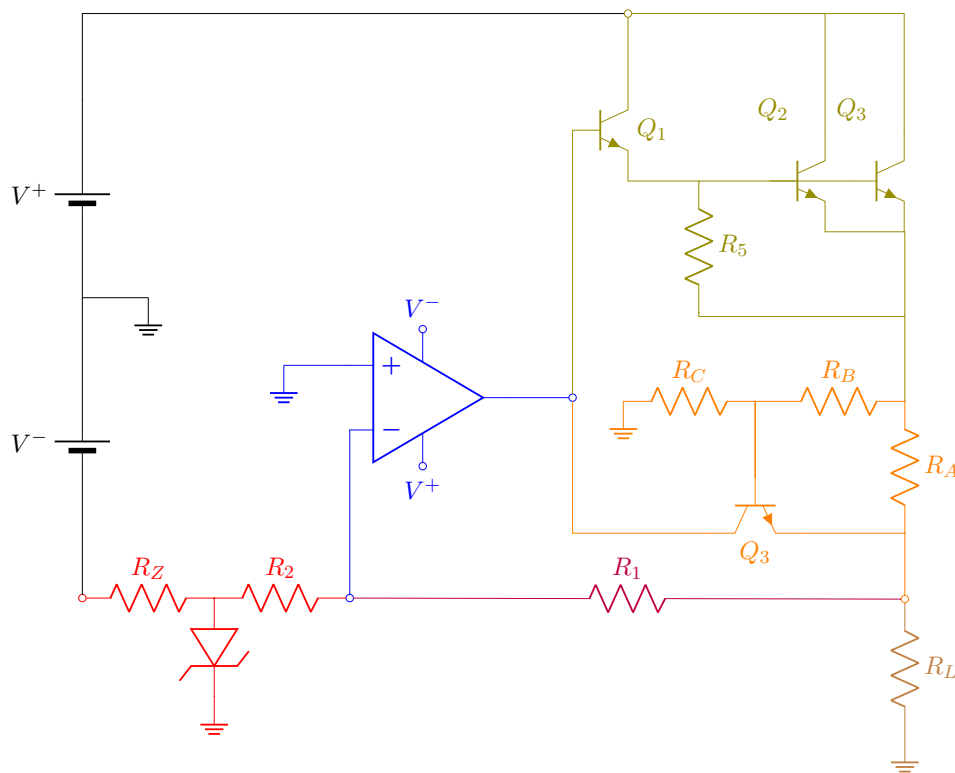 Q₂
Q₃
Q₁
V⁺
R₅
V⁻
R_C
R_B
+
V⁻
−
R_A
V⁺
Q₃
R_Z
R₂
R₁
R_L